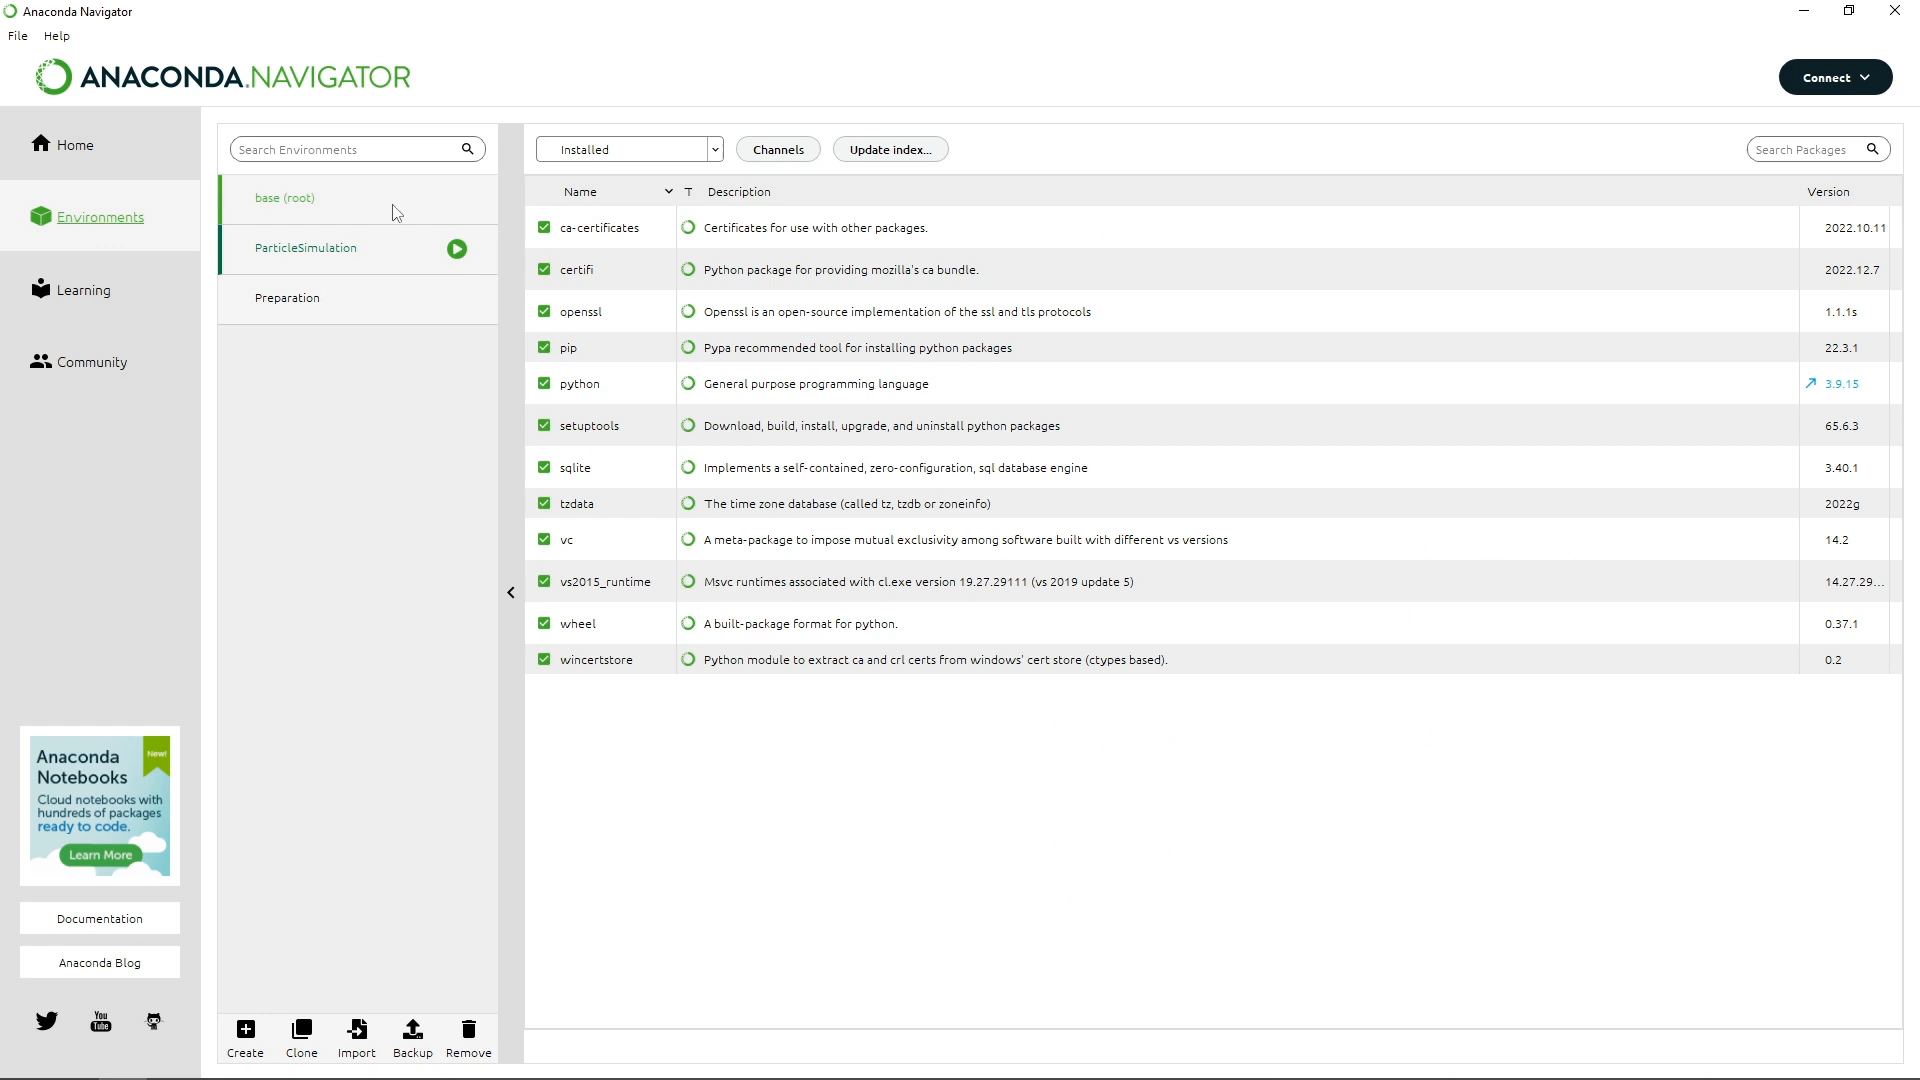 Anaconda Navigator
File Help
ANACONDA.NAVIGATOR
Connect
Home
Environments
Learning
Community
Search Environments
base (root)
ParticleSimulation
Preparation
Installed
Channels
Update index...
Search Packages
Name T Description Version
ca-certificates Certificates for use with other packages. 2022.10.11
certifi Python package for providing mozilla's ca bundle. 2022.12.7
openssl Openssl is an open-source implementation of the ssl and tls protocols 1.1.1s
pip Pypa recommended tool for installing python packages 22.3.1
python General purpose programming language 3.9.15
setuptools Download, build, install, upgrade, and uninstall python packages 65.6.3
sqlite Implements a self-contained, zero-configuration, sql database engine 3.40.1
tzdata The time zone database (called tz, tzdb or zoneinfo) 2022g
vc A meta-package to impose mutual exclusivity among software built with different vs versions 14.2
vs2015_runtime Msvc runtimes associated with cl.exe version 19.27.29111 (vs 2019 update 5) 14.27.29...
wheel A built-package format for python. 0.37.1
wincertstore Python module to extract ca and crl certs from windows' cert store (ctypes based). 0.2
Anaconda
Notebooks
New!
Cloud notebooks with
hundreds of packages
ready to code.
Learn More
Documentation
Anaconda Blog
You
Tube
Create Clone Import Backup Remove